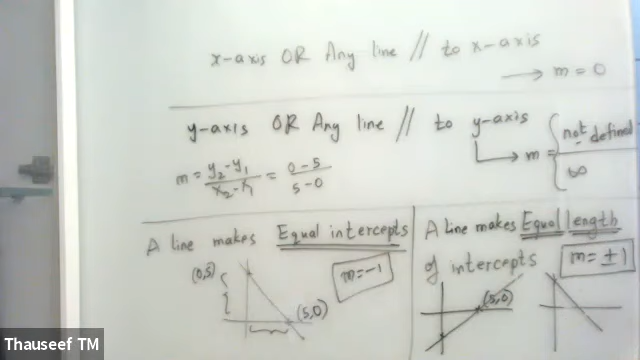 x-axis OR Any line // to x-axis
→ m = 0
y-axis OR Any line // to y-axis
→ m = { not defined
∞
m = y₂-y₁/x₂-x₁ = 0-5/5-0
A line makes Equal intercepts
(0,5)
m=-1
(5,0)
A line makes Equal length
of intercepts
m = ±1
(5,0)
Thauseef TM